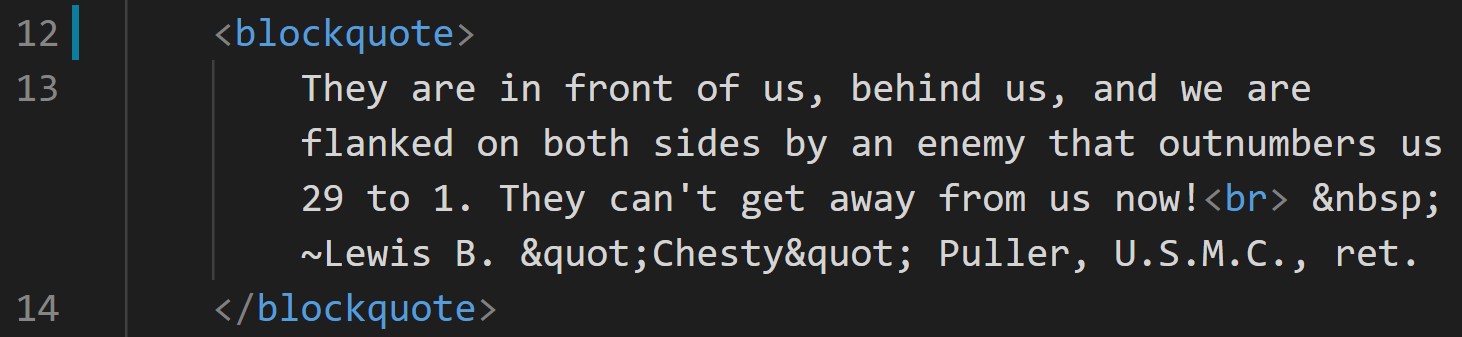 12 <blockquote>
13 They are in front of us, behind us, and we are
flanked on both sides by an enemy that outnumbers us
29 to 1. They can't get away from us now!<br> &nbsp;
~Lewis B. &quot;Chesty&quot; Puller, U.S.M.C., ret.
14 </blockquote>